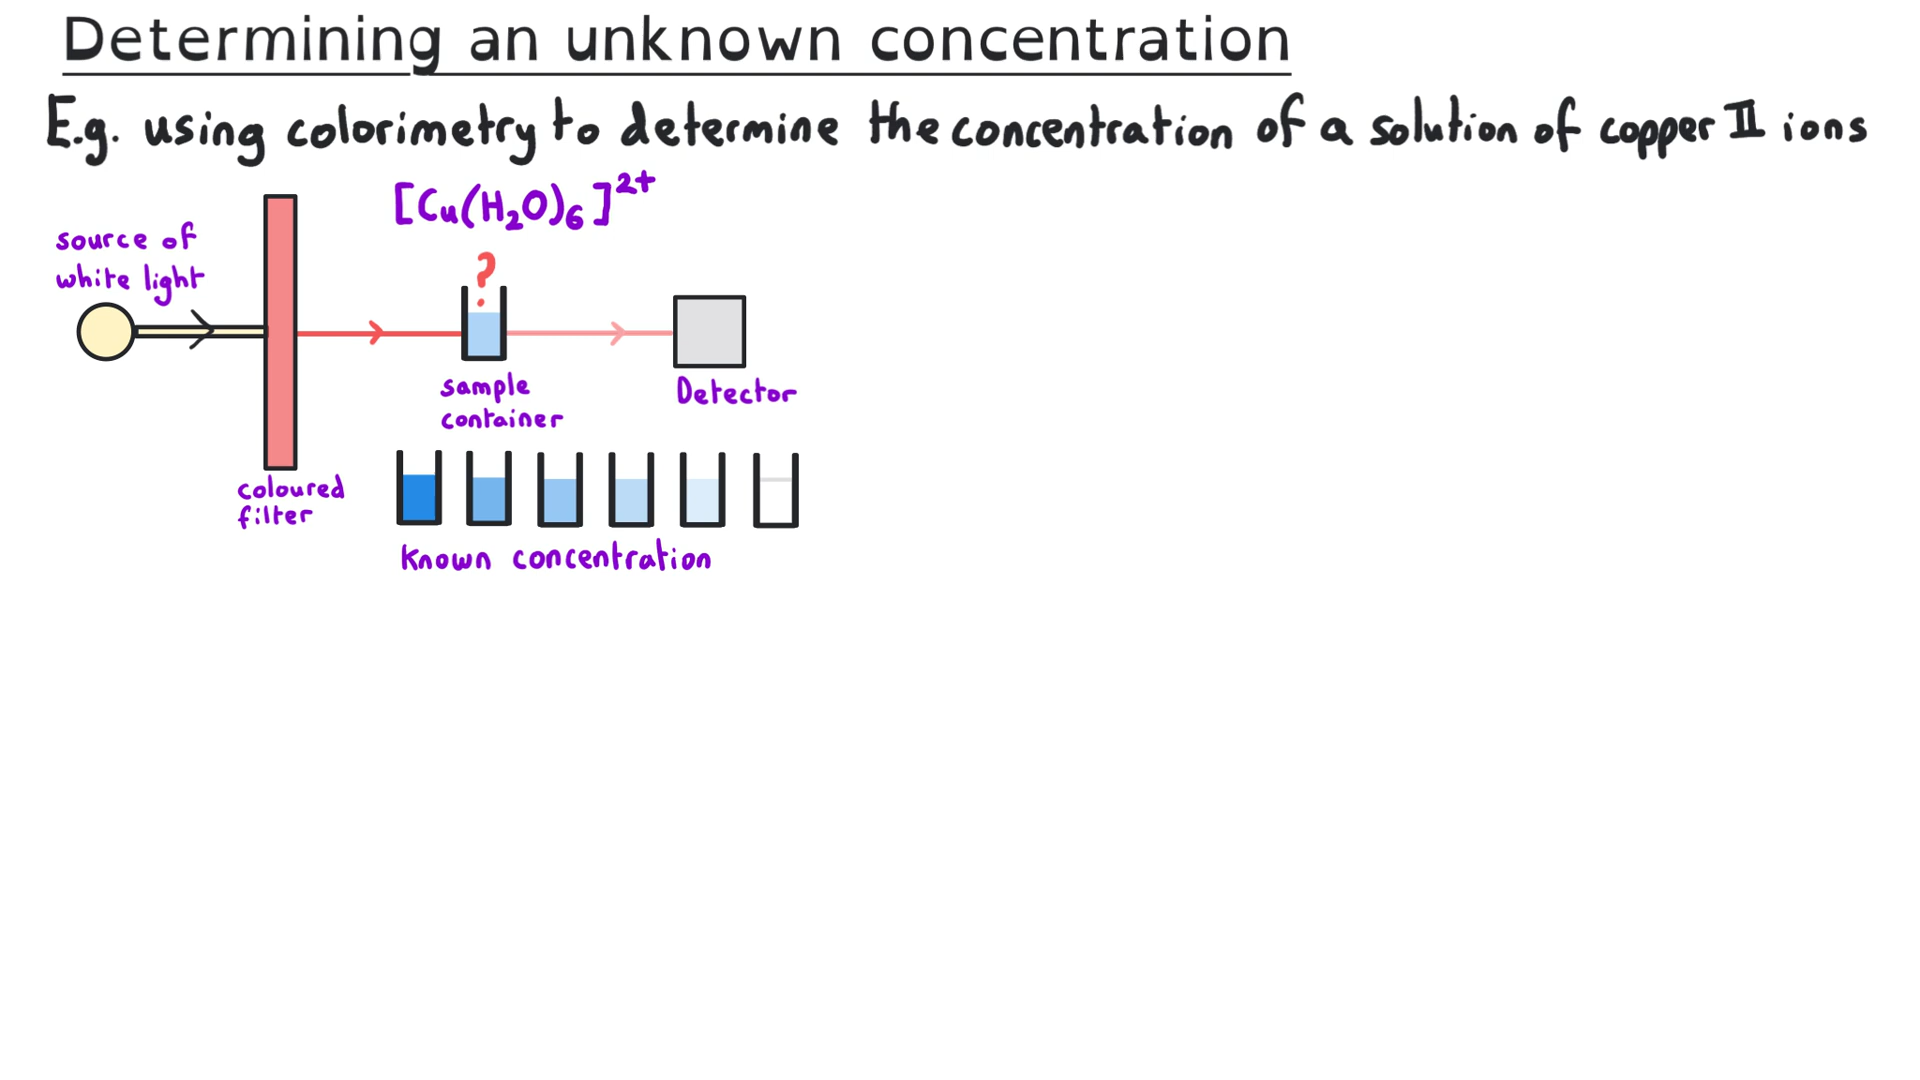 Determining an unknown concentration
E.g. using colorimetry to determine the concentration of a solution of copper II ions
[Cu(H₂O)₆]²⁺
source of
white light
?
sample
container
Detector
coloured
filter
Known concentration